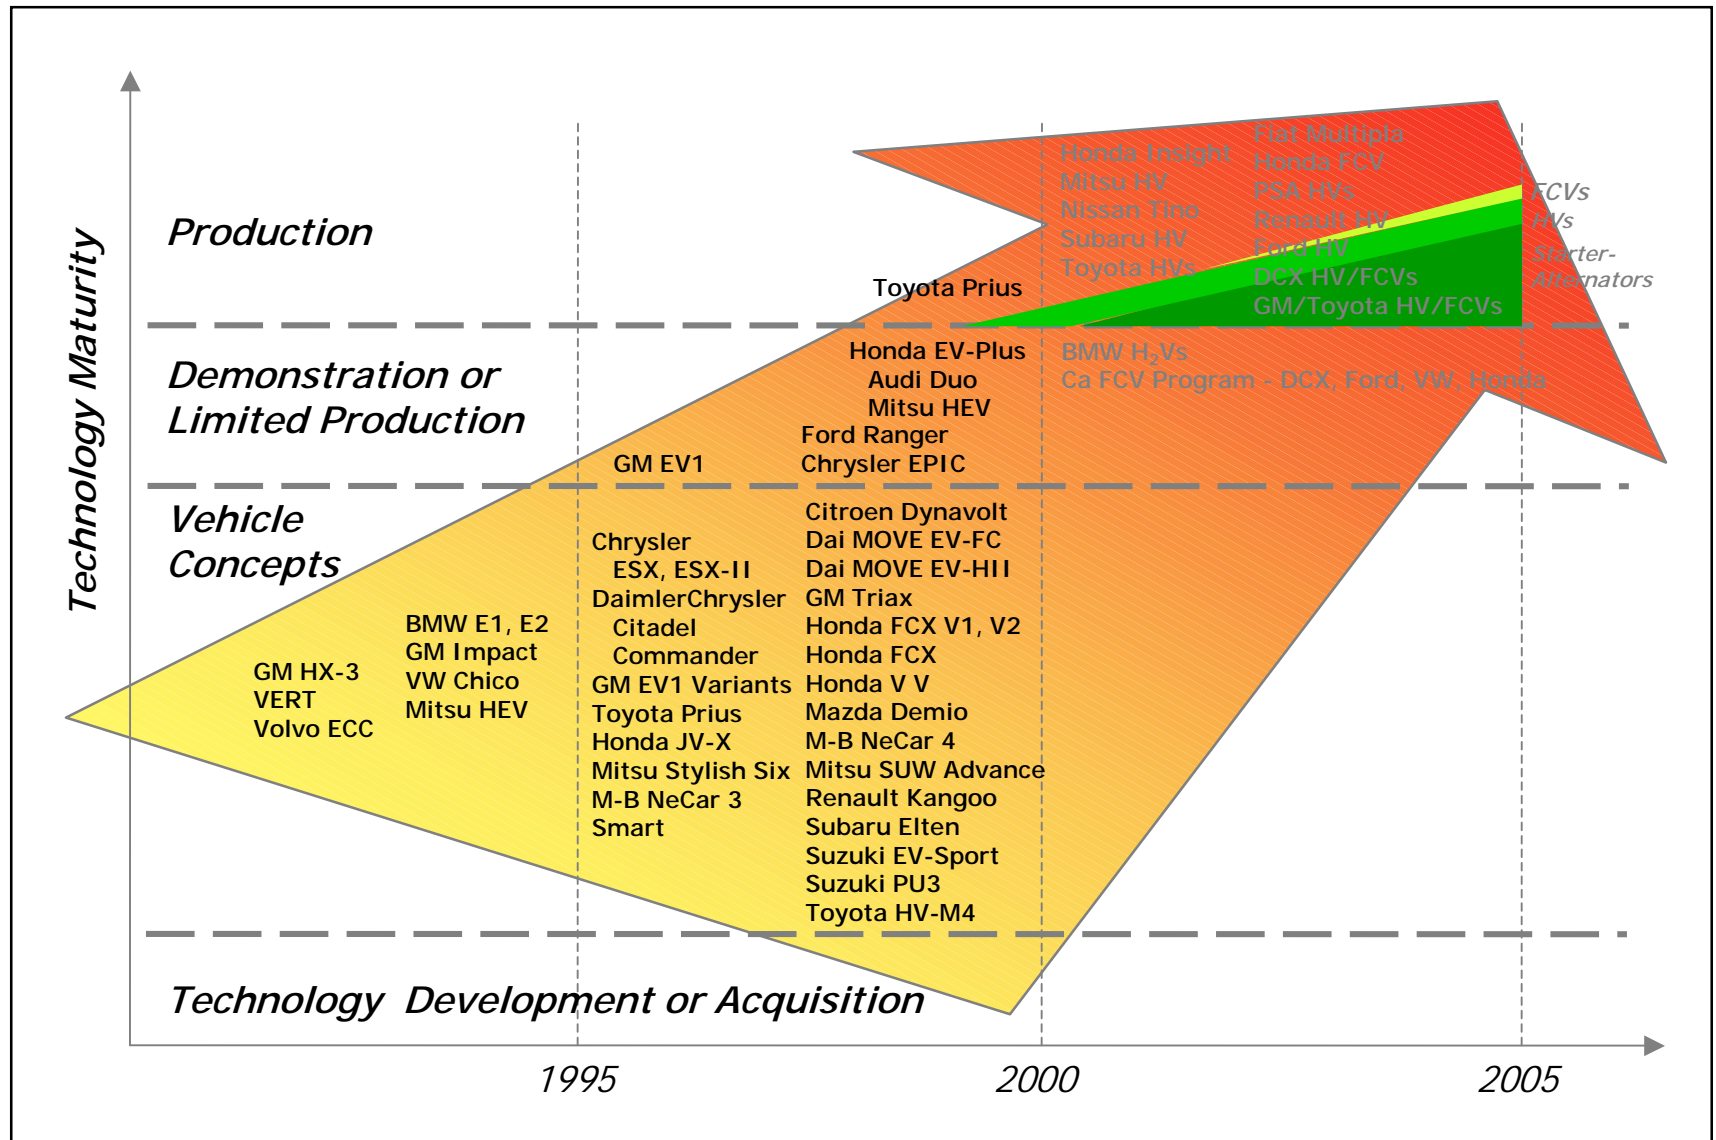 Technology Maturity
Production
Toyota Prius
Honda Insight
Mitsu HV
Nissan Tino
Subaru HV
Toyota HVs
Fiat Multipla
Honda FCV
PSA HVs
Renault HV
Ford HV
DCX HV/FCVs
GM/Toyota HV/FCVs
FCVs
HVs
Starter-
Alternators
Demonstration or
Limited Production
GM EV1
Honda EV-Plus
Audi Duo
Mitsu HEV
Ford Ranger
Chrysler EPIC
BMW H₂Vs
Ca FCV Program - DCX, Ford, VW, Honda
Vehicle
Concepts
GM HX-3
VERT
Volvo ECC
BMW E1, E2
GM Impact
VW Chico
Mitsu HEV
Chrysler
ESX, ESX-II
DaimlerChrysler
Citadel
Commander
GM EV1 Variants
Toyota Prius
Honda JV-X
Mitsu Stylish Six
M-B NeCar 3
Smart
Citroen Dynavolt
Dai MOVE EV-FC
Dai MOVE EV-HII
GM Triax
Honda FCX V1, V2
Honda FCX
Honda V V
Mazda Demio
M-B NeCar 4
Mitsu SUW Advance
Renault Kangoo
Subaru Elten
Suzuki EV-Sport
Suzuki PU3
Toyota HV-M4
Technology Development or Acquisition
1995
2000
2005